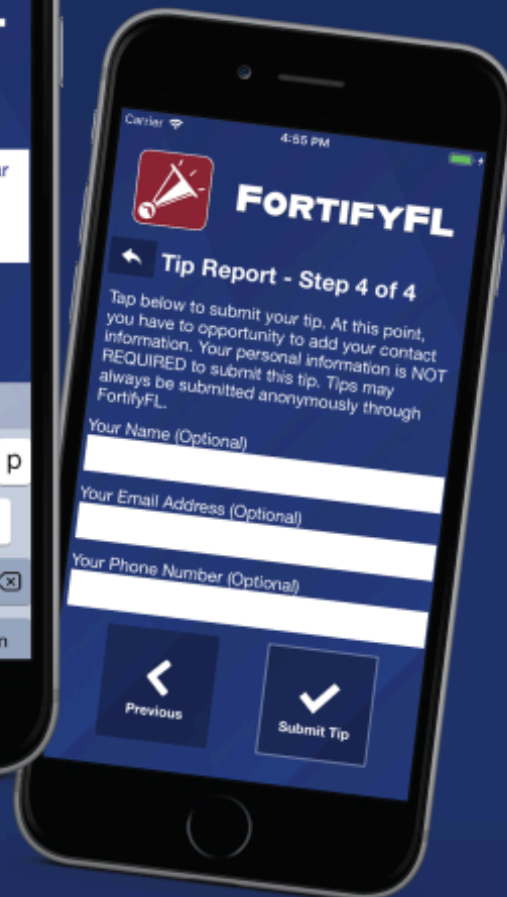 r
p
n
Carrier
4:55 PM
FORTIFYFL
Tip Report - Step 4 of 4
Tap below to submit your tip. At this point,
you have to opportunity to add your contact
information. Your personal information is NOT
REQUIRED to submit this tip. Tips may
always be submitted anonymously through
FortifyFL.
Your Name (Optional)
Your Email Address (Optional)
Your Phone Number (Optional)
Previous
Submit Tip